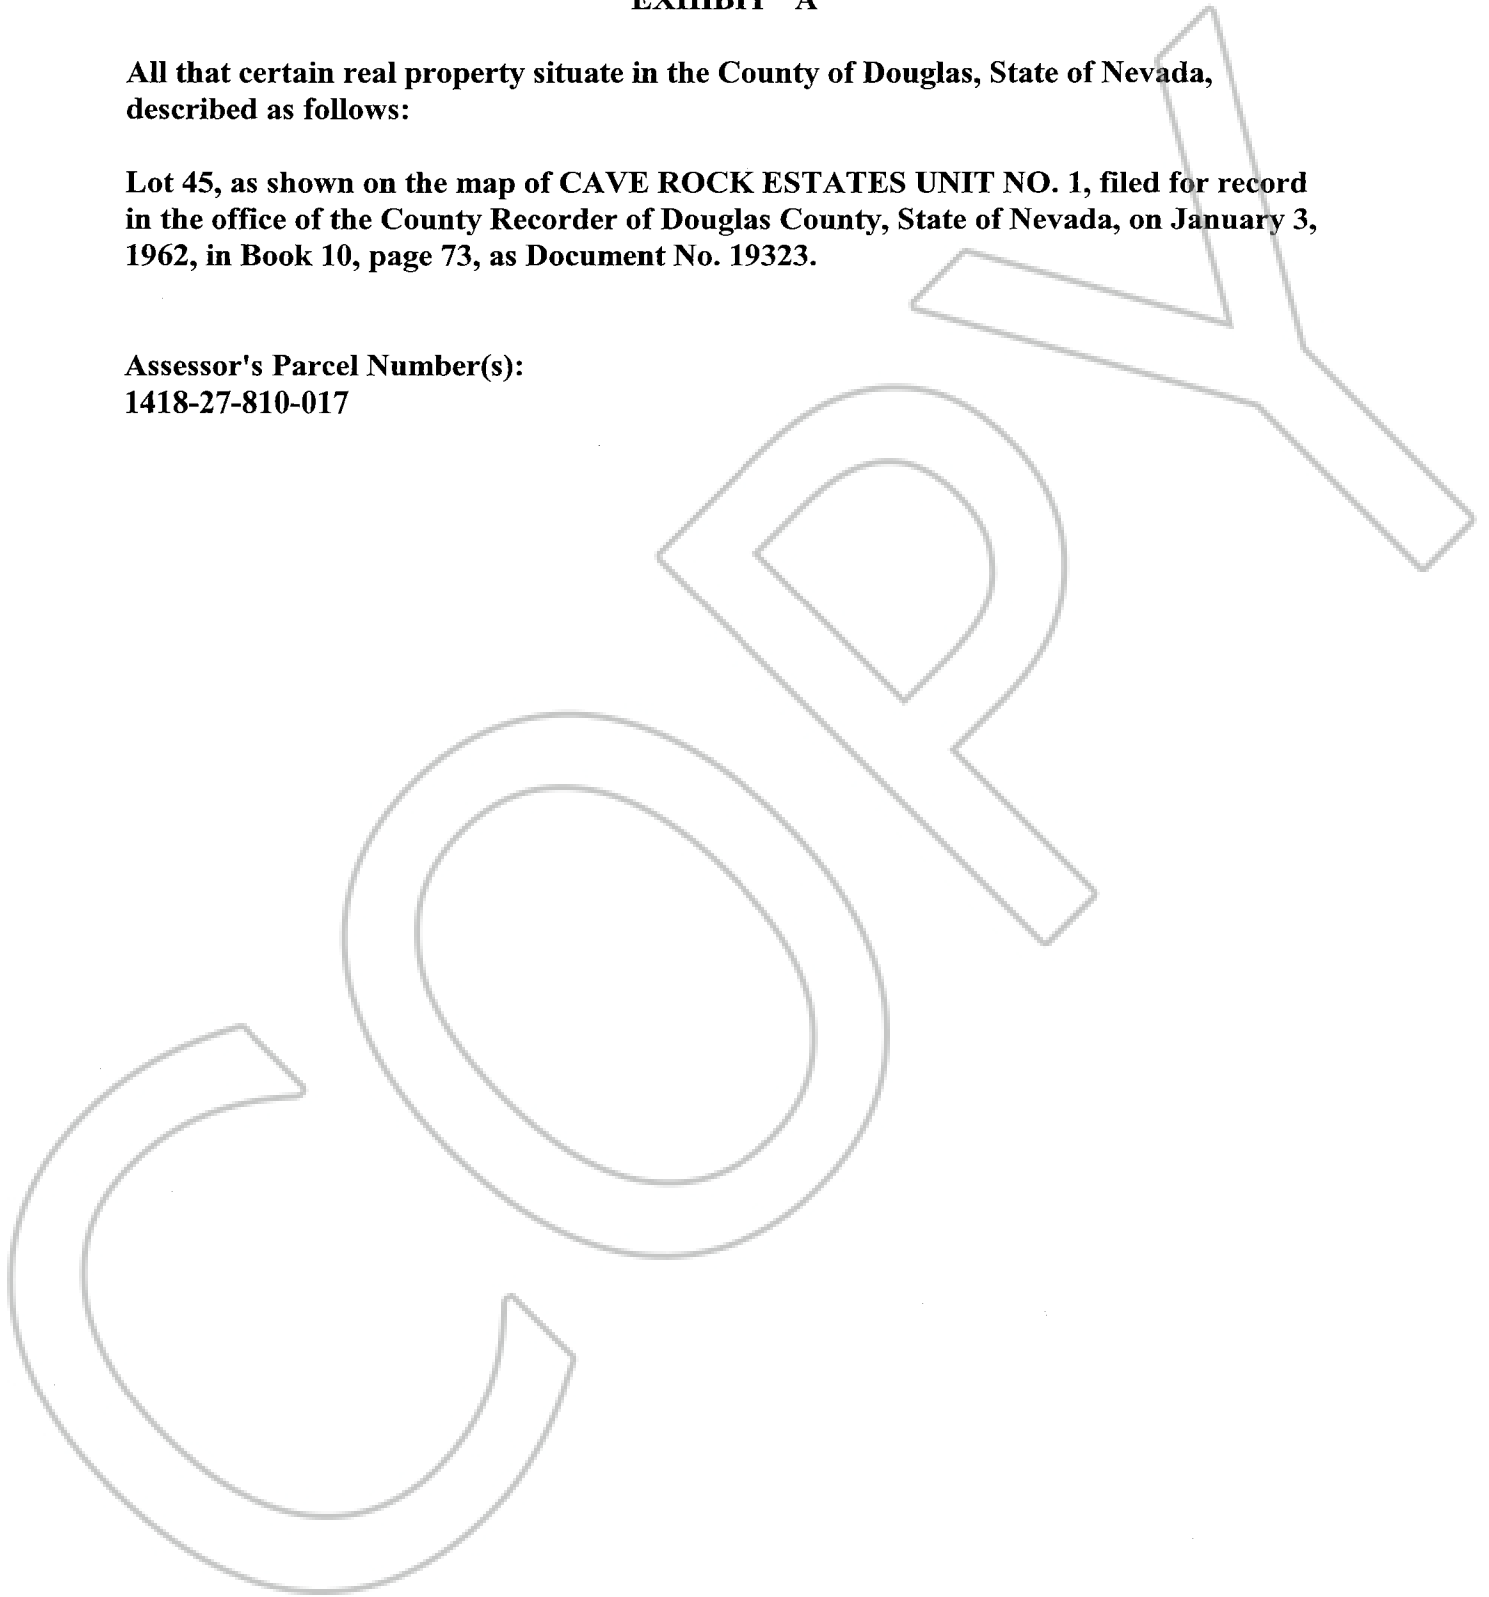 EXHIBIT "A"
All that certain real property situate in the County of Douglas, State of Nevada,
described as follows:
Lot 45, as shown on the map of CAVE ROCK ESTATES UNIT NO. 1, filed for record
in the office of the County Recorder of Douglas County, State of Nevada, on January 3,
1962, in Book 10, page 73, as Document No. 19323.
Assessor's Parcel Number(s):
1418-27-810-017
COPY